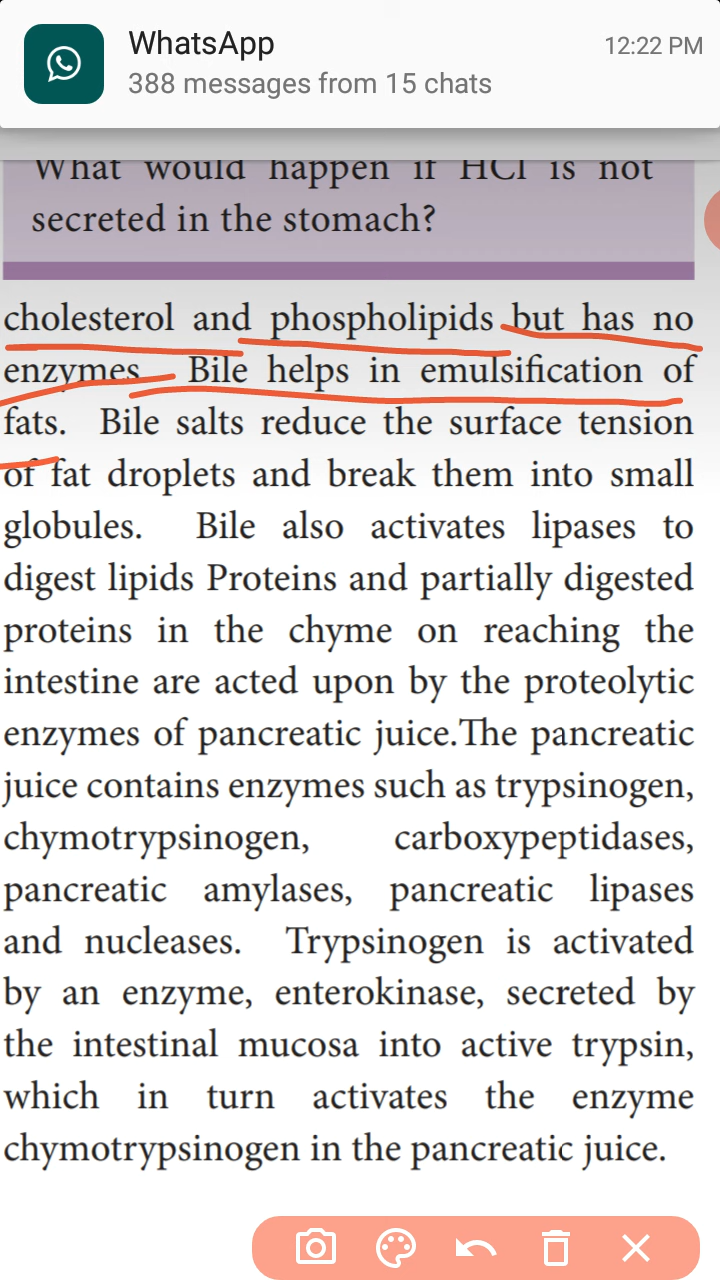 WhatsApp 12:22 PM
388 messages from 15 chats
What would happen if HCl is not
secreted in the stomach?
cholesterol and phospholipids but has no
enzymes. Bile helps in emulsification of
fats. Bile salts reduce the surface tension
of fat droplets and break them into small
globules. Bile also activates lipases to
digest lipids Proteins and partially digested
proteins in the chyme on reaching the
intestine are acted upon by the proteolytic
enzymes of pancreatic juice.The pancreatic
juice contains enzymes such as trypsinogen,
chymotrypsinogen, carboxypeptidases,
pancreatic amylases, pancreatic lipases
and nucleases. Trypsinogen is activated
by an enzyme, enterokinase, secreted by
the intestinal mucosa into active trypsin,
which in turn activates the enzyme
chymotrypsinogen in the pancreatic juice.